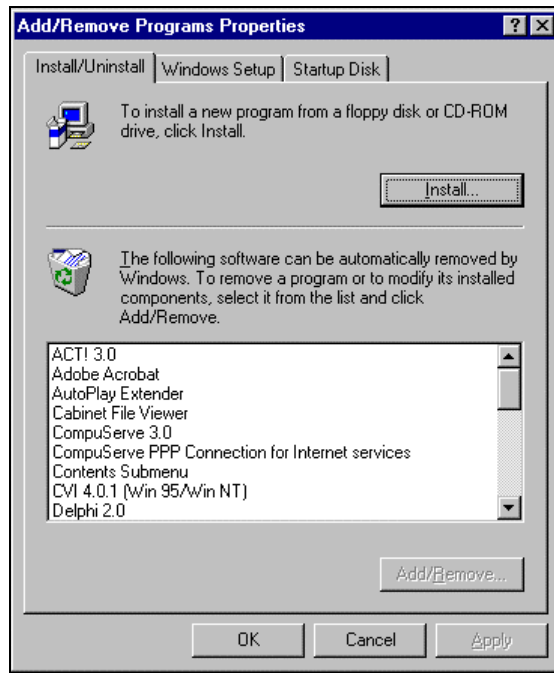 Add/Remove Programs Properties
Install/Uninstall
Windows Setup
Startup Disk
To install a new program from a floppy disk or CD-ROM
drive, click Install.
Install...
The following software can be automatically removed by
Windows. To remove a program or to modify its installed
components, select it from the list and click
Add/Remove.
ACT! 3.0
Adobe Acrobat
AutoPlay Extender
Cabinet File Viewer
CompuServe 3.0
CompuServe PPP Connection for Internet services
Contents Submenu
CVI 4.0.1 (Win 95/Win NT)
Delphi 2.0
Add/Remove...
OK
Cancel
Apply